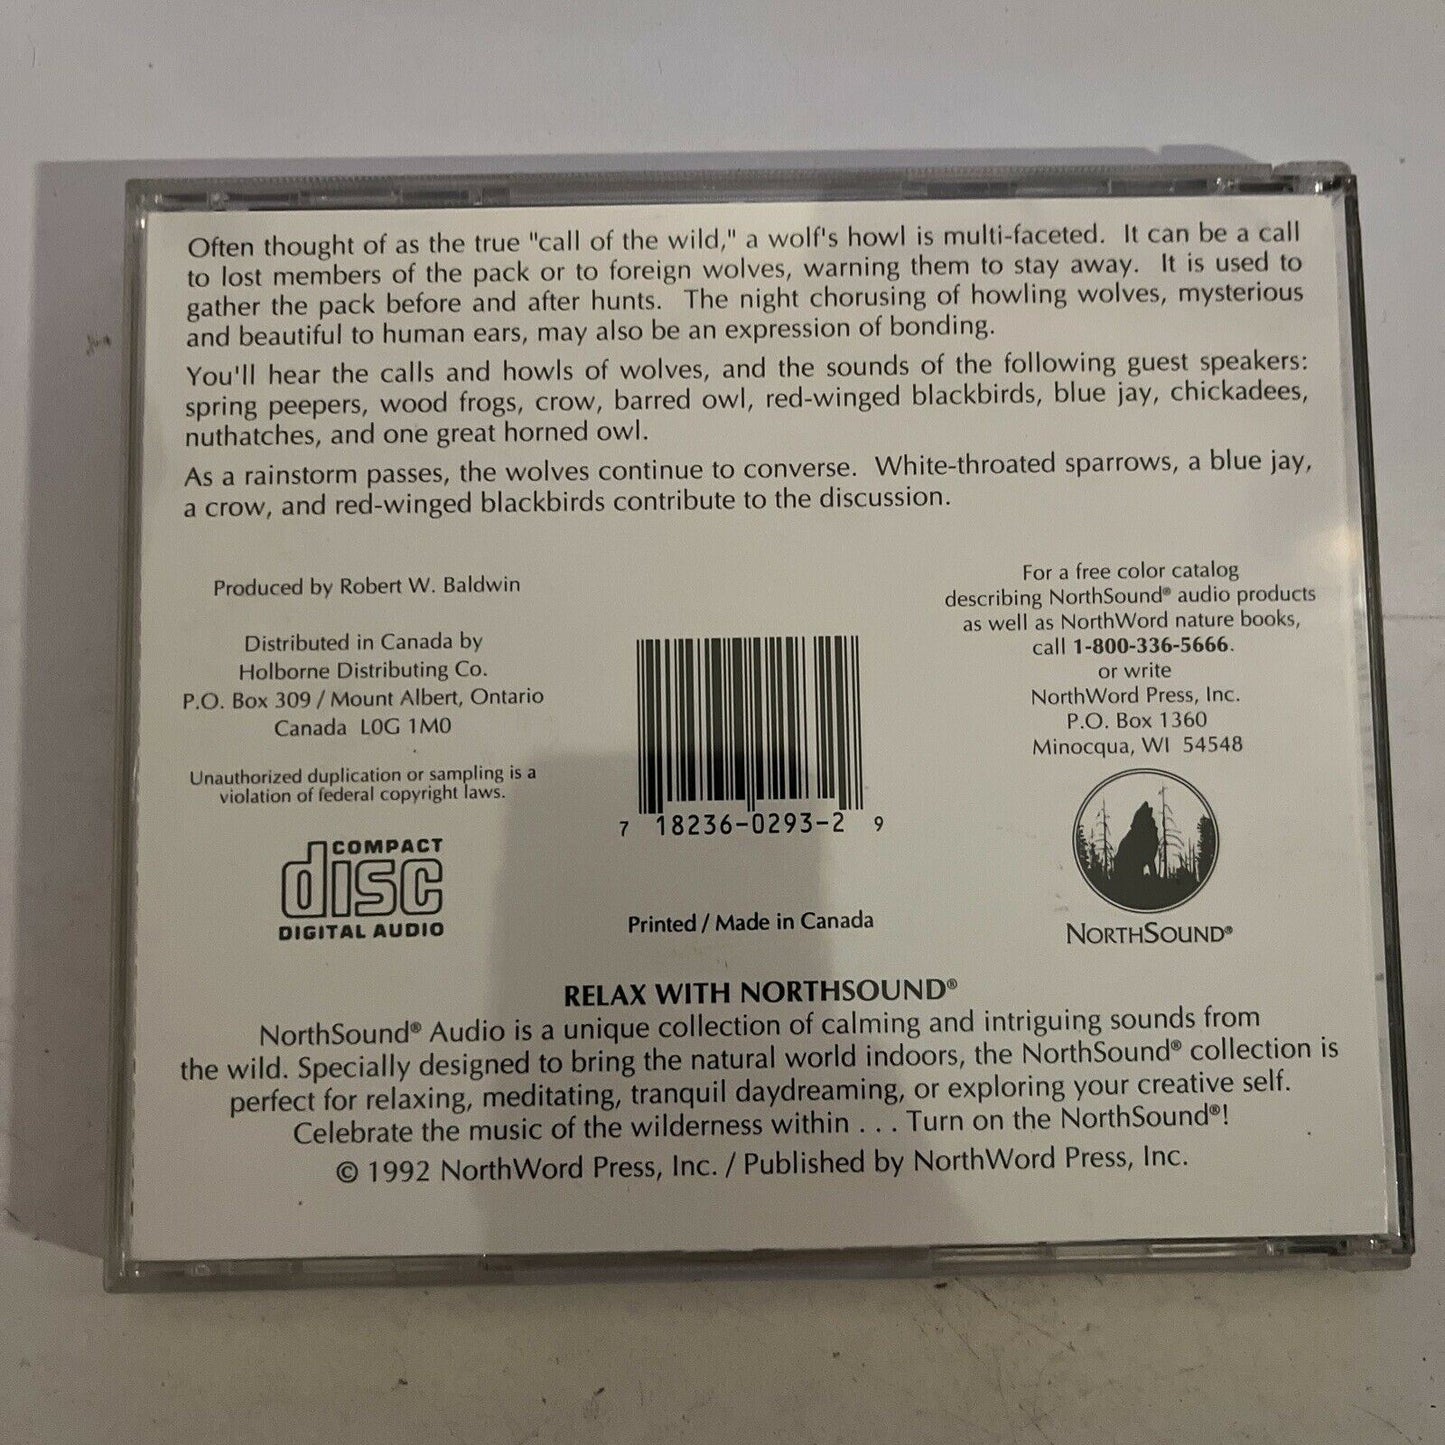 Often thought of as the true "call of the wild," a wolf's howl is multi-faceted. It can be a call
to lost members of the pack or to foreign wolves, warning them to stay away. It is used to
gather the pack before and after hunts. The night chorusing of howling wolves, mysterious
and beautiful to human ears, may also be an expression of bonding.
You'll hear the calls and howls of wolves, and the sounds of the following guest speakers:
spring peepers, wood frogs, crow, barred owl, red-winged blackbirds, blue jay, chickadees,
nuthatches, and one great horned owl.
As a rainstorm passes, the wolves continue to converse. White-throated sparrows, a blue jay,
a crow, and red-winged blackbirds contribute to the discussion.
Produced by Robert W. Baldwin
Distributed in Canada by
Holborne Distributing Co.
P.O. Box 309 / Mount Albert, Ontario
Canada L0G 1M0
Unauthorized duplication or sampling is a
violation of federal copyright laws.
COMPACT
disc
DIGITAL AUDIO
7 18236-0293-2 9
Printed / Made in Canada
For a free color catalog
describing NorthSound® audio products
as well as NorthWord nature books,
call 1-800-336-5666.
or write
NorthWord Press, Inc.
P.O. Box 1360
Minocqua, WI 54548
NORTHSOUND®
RELAX WITH NORTHSOUND®
NorthSound® Audio is a unique collection of calming and intriguing sounds from
the wild. Specially designed to bring the natural world indoors, the NorthSound® collection is
perfect for relaxing, meditating, tranquil daydreaming, or exploring your creative self.
Celebrate the music of the wilderness within . . . Turn on the NorthSound®!
© 1992 NorthWord Press, Inc. / Published by NorthWord Press, Inc.